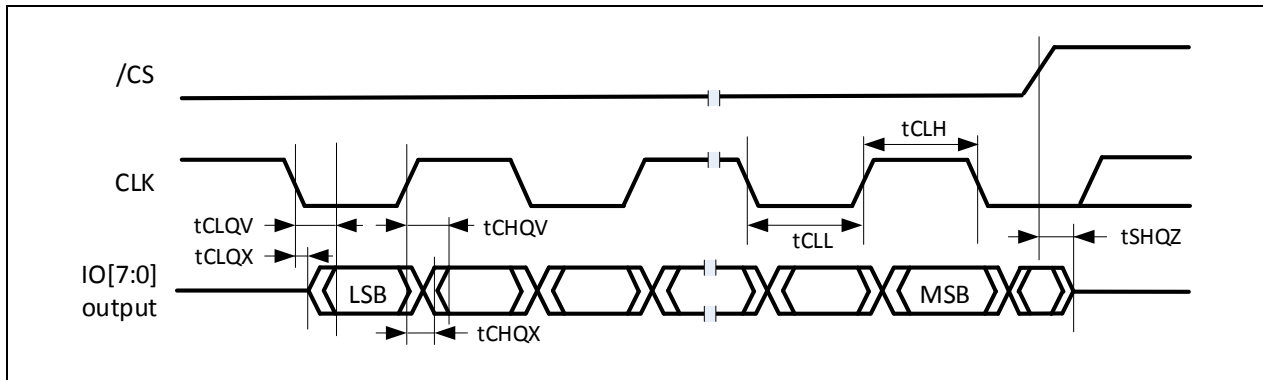 /CS
tCLH
CLK
tCLQV
tCHQV
tCLL
tSHQZ
tCLQX
IO[7:0]
output
LSB
MSB
tCHQX